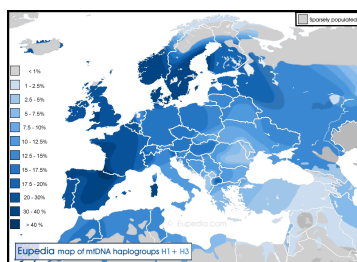 Sparsely populated
< 1%
1 - 2.5%
2.5 - 5%
5 - 7.5%
7.5 - 10%
10 - 12.5%
12.5 - 15%
15 - 17.5%
17.5 - 20%
20 - 30%
30 - 40 %
> 40 %
© Eupedia.com
Eupedia map of mtDNA haplogroups H1 + H3